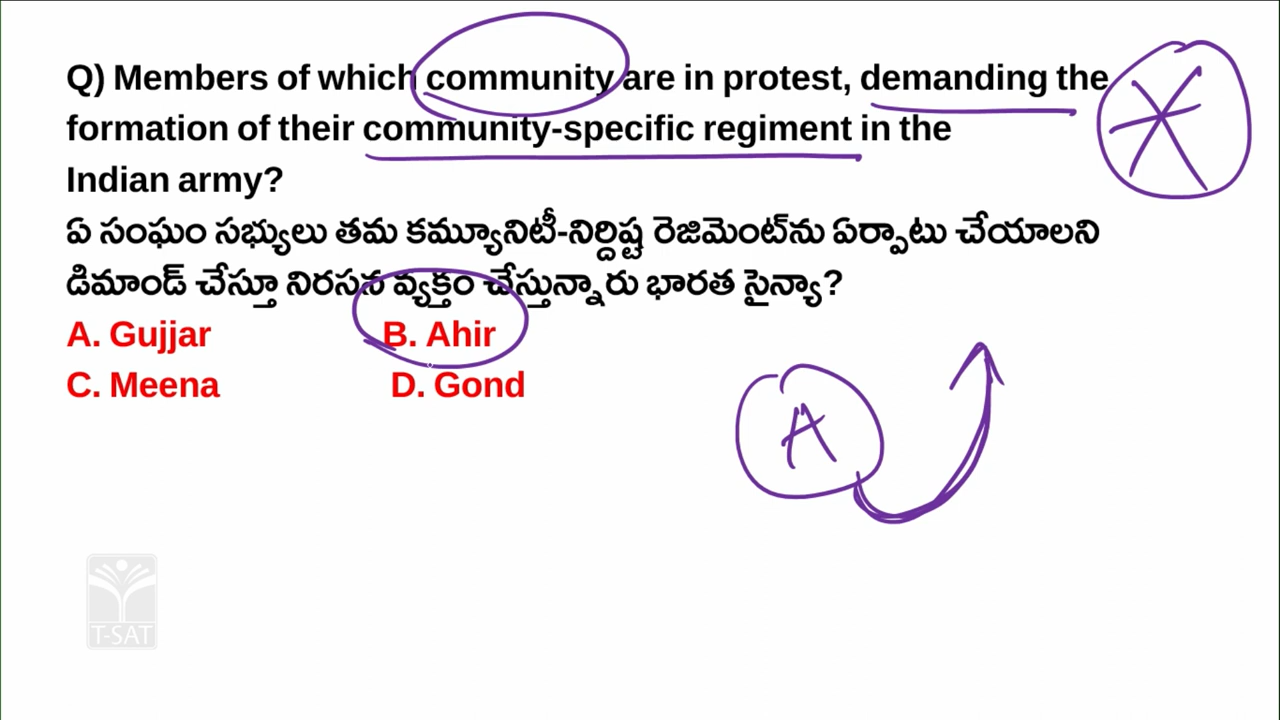 Q) Members of which community are in protest, demanding the
formation of their community-specific regiment in the
Indian army?
ఏ సంఘం సభ్యులు తమ కమ్యూనిటీ-నిర్దిష్ట రెజిమెంట్‌ను ఏర్పాటు చేయాలని
డిమాండ్ చేస్తూ నిరసన వ్యక్తం చేస్తున్నారు భారత సైన్యా?
A. Gujjar B. Ahir
C. Meena D. Gond
A
T-SAT